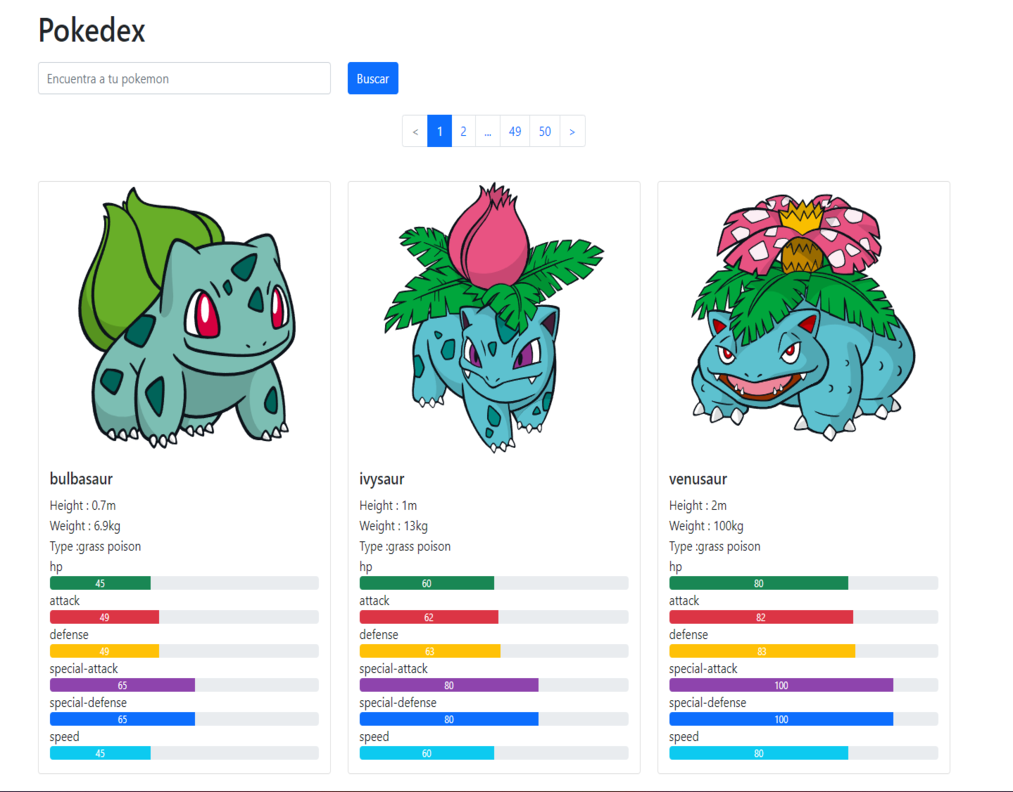 Pokedex
Encuentra a tu pokemon
Buscar
< 1 2 ... 49 50 >
bulbasaur
Height : 0.7m
Weight : 6.9kg
Type :grass poison
hp
45
attack
49
defense
49
special-attack
65
special-defense
65
speed
45
ivysaur
Height : 1m
Weight : 13kg
Type :grass poison
hp
60
attack
62
defense
63
special-attack
80
special-defense
80
speed
60
venusaur
Height : 2m
Weight : 100kg
Type :grass poison
hp
80
attack
82
defense
83
special-attack
100
special-defense
100
speed
80